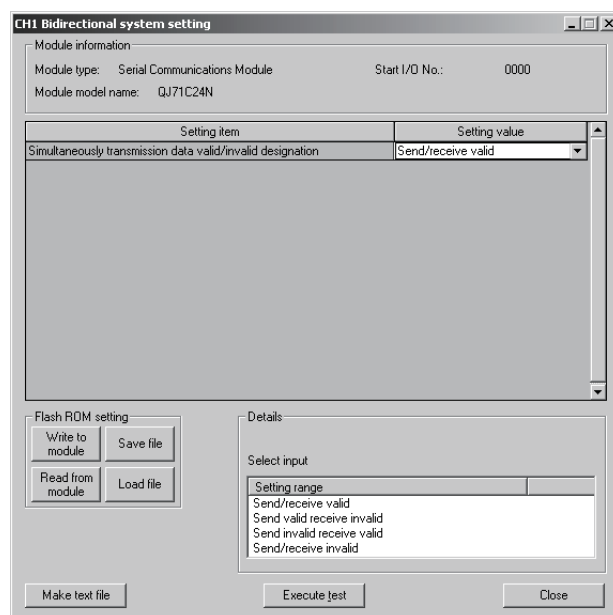 CH1 Bidirectional system setting
Module information
Module type: Serial Communications Module Start I/O No.: 0000
Module model name: QJ71C24N
Setting item Setting value
Simultaneously transmission data valid/invalid designation Send/receive valid
Flash ROM setting
Write to module
Save file
Read from module
Load file
Details
Select input
Setting range
Send/receive valid
Send valid receive invalid
Send invalid receive valid
Send/receive invalid
Make text file
Execute test
Close